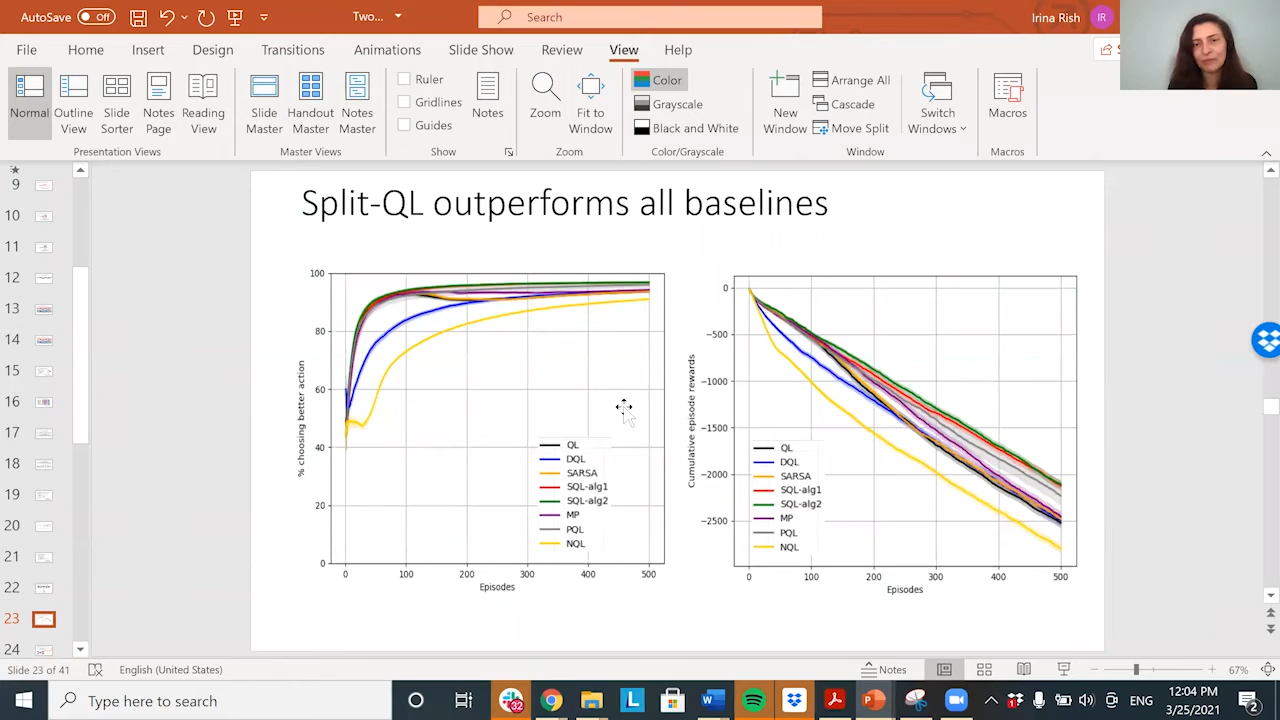 AutoSave Off Two... Search Irina Rish IR
File Home Insert Design Transitions Animations Slide Show Review View Help
Normal Outline View Slide Sorter Notes Page Reading View
Presentation Views
Slide Master Handout Master Notes Master
Master Views
Ruler
Gridlines
Guides
Show
Notes
Zoom Fit to Window
Zoom
Color
Grayscale
Black and White
Color/Grayscale
New Window
Arrange All
Cascade
Move Split
Switch Windows
Window
Macros
Macros
9
10
11
12
13
14
15
16
17
18
19
20
21
22
23
24
Split-QL outperforms all baselines
% choosing better action
100
80
60
40
20
0
0 100 200 300 400 500
Episodes
QL
DQL
SARSA
SQL-alg1
SQL-alg2
MP
PQL
NQL
Cumulative episode rewards
0
−500
−1000
−1500
−2000
−2500
0 100 200 300 400 500
Episodes
QL
DQL
SARSA
SQL-alg1
SQL-alg2
MP
PQL
NQL
Slide 23 of 41 English (United States) Notes 67%
Type here to search
32
ENG
12:04 PM
3/25/2021
2